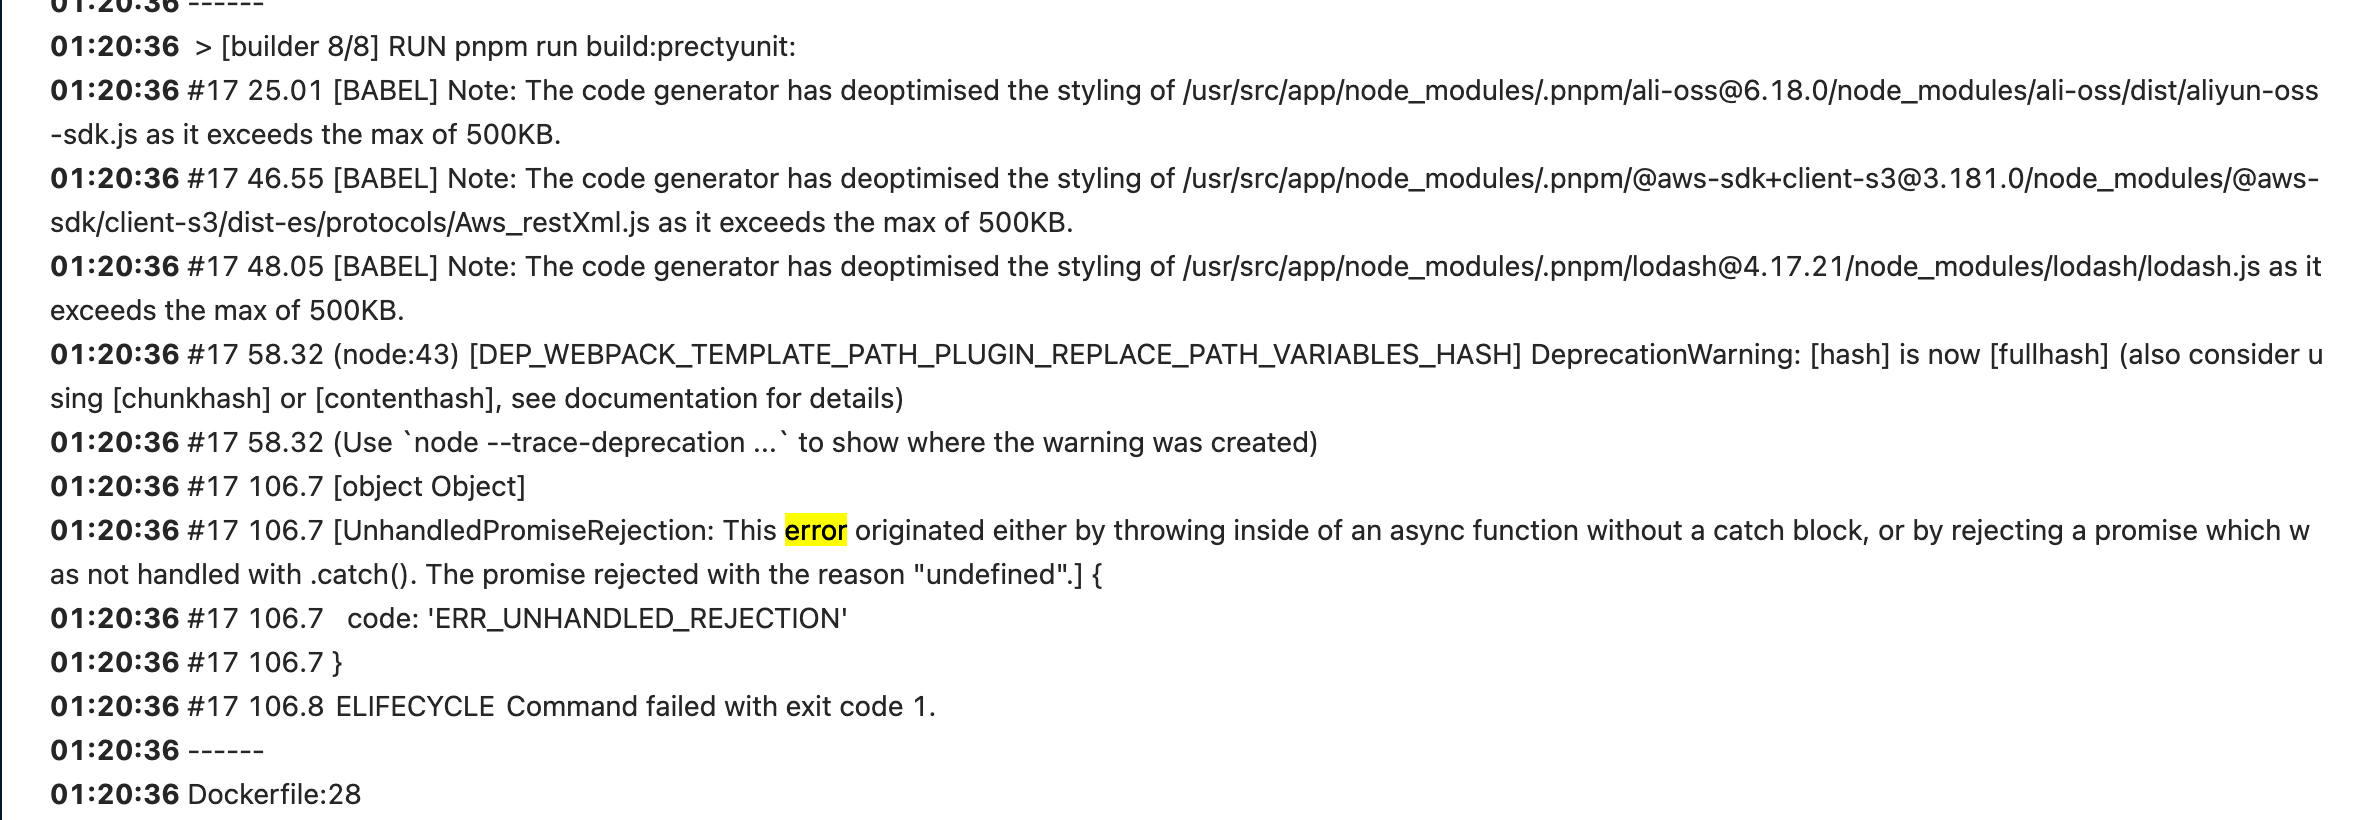 01:20:36 ------
01:20:36  > [builder 8/8] RUN pnpm run build:prectyunit:
01:20:36 #17 25.01 [BABEL] Note: The code generator has deoptimised the styling of /usr/src/app/node_modules/.pnpm/ali-oss@6.18.0/node_modules/ali-oss/dist/aliyun-oss
-sdk.js as it exceeds the max of 500KB.
01:20:36 #17 46.55 [BABEL] Note: The code generator has deoptimised the styling of /usr/src/app/node_modules/.pnpm/@aws-sdk+client-s3@3.181.0/node_modules/@aws-
sdk/client-s3/dist-es/protocols/Aws_restXml.js as it exceeds the max of 500KB.
01:20:36 #17 48.05 [BABEL] Note: The code generator has deoptimised the styling of /usr/src/app/node_modules/.pnpm/lodash@4.17.21/node_modules/lodash/lodash.js as it
exceeds the max of 500KB.
01:20:36 #17 58.32 (node:43) [DEP_WEBPACK_TEMPLATE_PATH_PLUGIN_REPLACE_PATH_VARIABLES_HASH] DeprecationWarning: [hash] is now [fullhash] (also consider u
sing [chunkhash] or [contenthash], see documentation for details)
01:20:36 #17 58.32 (Use `node --trace-deprecation ...` to show where the warning was created)
01:20:36 #17 106.7 [object Object]
01:20:36 #17 106.7 [UnhandledPromiseRejection: This error originated either by throwing inside of an async function without a catch block, or by rejecting a promise which w
as not handled with .catch(). The promise rejected with the reason "undefined".] {
01:20:36 #17 106.7   code: 'ERR_UNHANDLED_REJECTION'
01:20:36 #17 106.7 }
01:20:36 #17 106.8  ELIFECYCLE  Command failed with exit code 1.
01:20:36 ------
01:20:36 Dockerfile:28